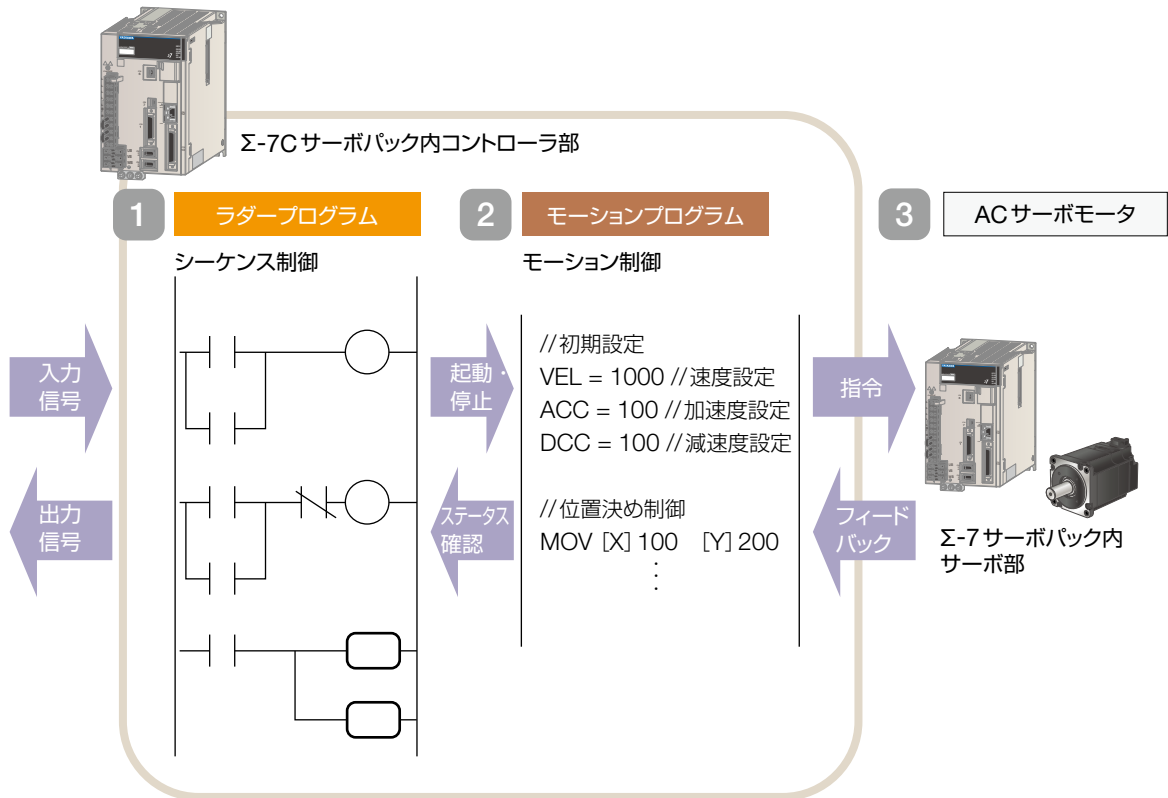 Σ-7Cサーボパック内コントローラ部
1
ラダープログラム
2
モーションプログラム
3
ACサーボモータ
シーケンス制御
モーション制御
入力
信号
出力
信号
起動・
停止
ステータス
確認
//初期設定
VEL = 1000 //速度設定
ACC = 100 //加速度設定
DCC = 100 //減速度設定
//位置決め制御
MOV [X] 100 [Y] 200
⋮
指令
フィード
バック
Σ-7サーボパック内
サーボ部